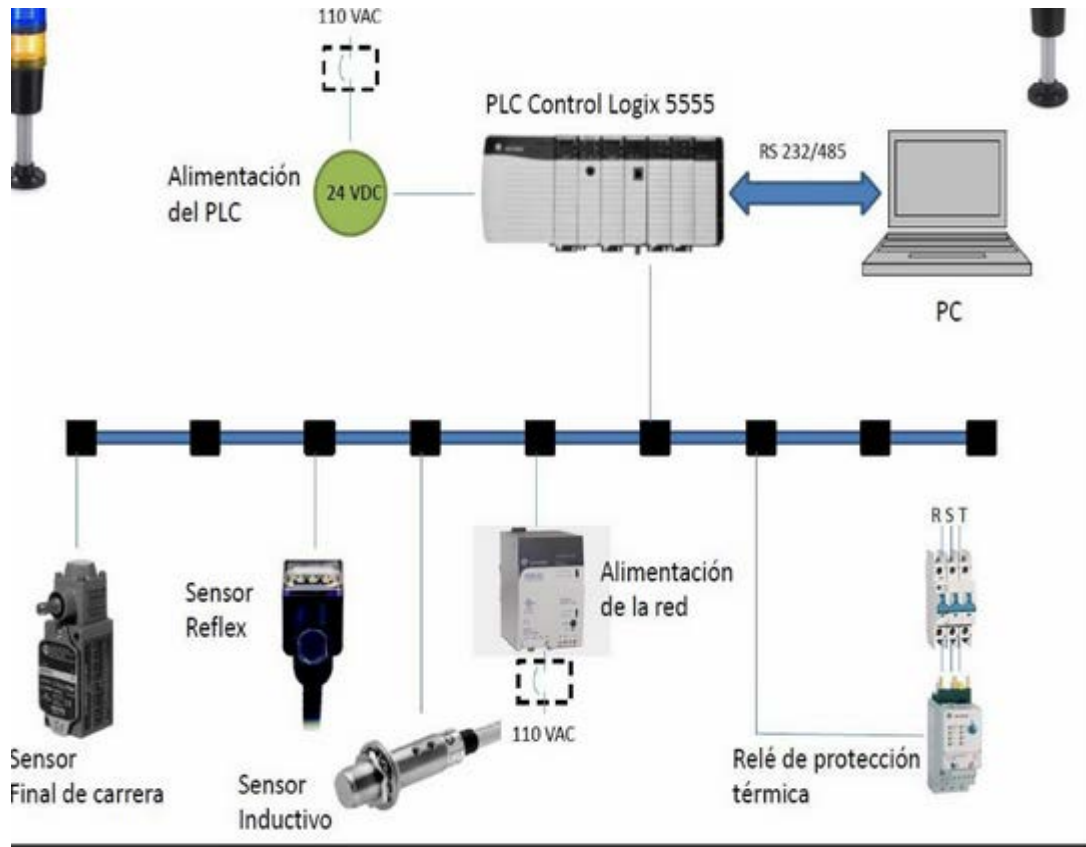 110 VAC
PLC Control Logix 5555
RS 232/485
Alimentación
del PLC
24 VDC
PC
R S T
Sensor
Reflex
Alimentación
de la red
110 VAC
Sensor
Final de carrera
Sensor
Inductivo
Relé de protección
térmica